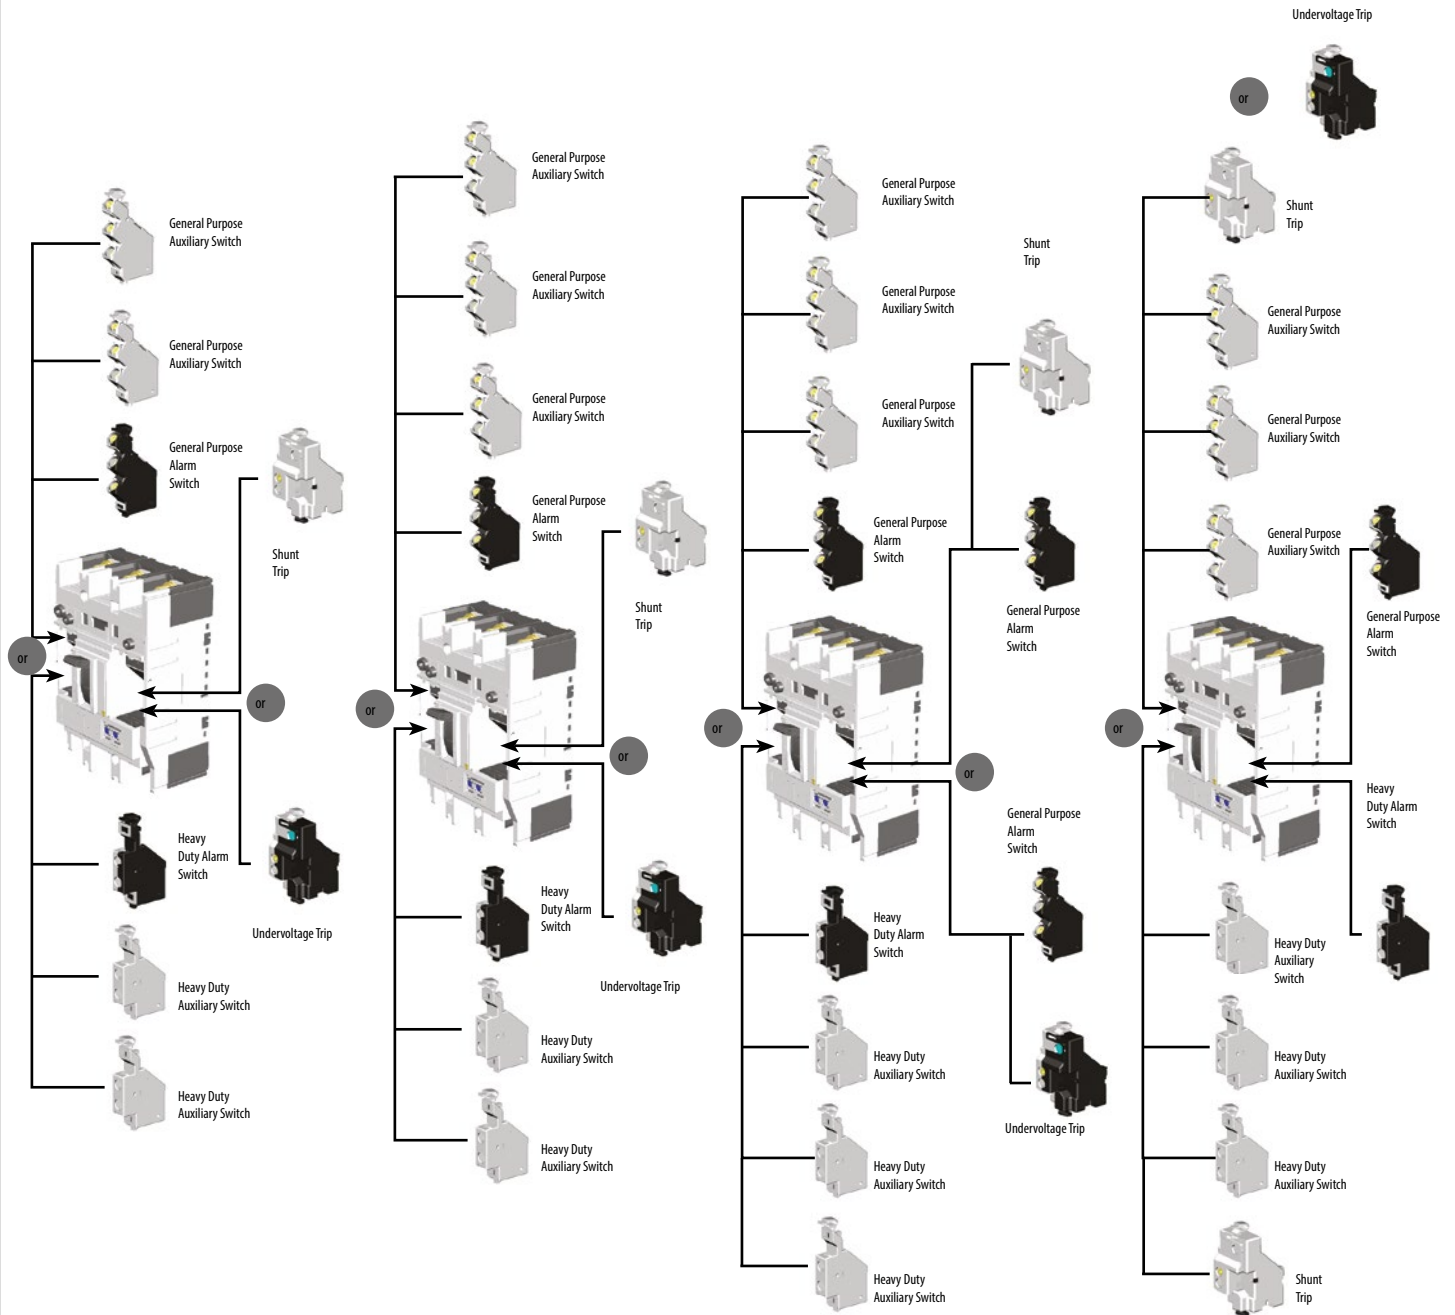 General Purpose
Auxiliary Switch
General Purpose
Auxiliary Switch
General Purpose
Alarm
Switch
Shunt
Trip
or
or
Heavy
Duty Alarm
Switch
Undervoltage Trip
Heavy Duty
Auxiliary Switch
Heavy Duty
Auxiliary Switch
General Purpose
Auxiliary Switch
General Purpose
Auxiliary Switch
General Purpose
Auxiliary Switch
General Purpose
Alarm
Switch
Shunt
Trip
or
or
Heavy
Duty Alarm
Switch
Undervoltage Trip
Heavy Duty
Auxiliary Switch
Heavy Duty
Auxiliary Switch
General Purpose
Auxiliary Switch
General Purpose
Auxiliary Switch
General Purpose
Auxiliary Switch
General Purpose
Alarm
Switch
Shunt
Trip
General Purpose
Alarm
Switch
or
or
General Purpose
Alarm
Switch
Heavy
Duty Alarm
Switch
Heavy Duty
Auxiliary Switch
Undervoltage Trip
Heavy Duty
Auxiliary Switch
Heavy Duty
Auxiliary Switch
Undervoltage Trip
or
Shunt
Trip
General Purpose
Auxiliary Switch
General Purpose
Auxiliary Switch
General Purpose
Auxiliary Switch
General Purpose
Alarm
Switch
or
Heavy
Duty Alarm
Switch
Heavy Duty
Auxiliary
Switch
Heavy Duty
Auxiliary Switch
Heavy Duty
Auxiliary Switch
Shunt
Trip